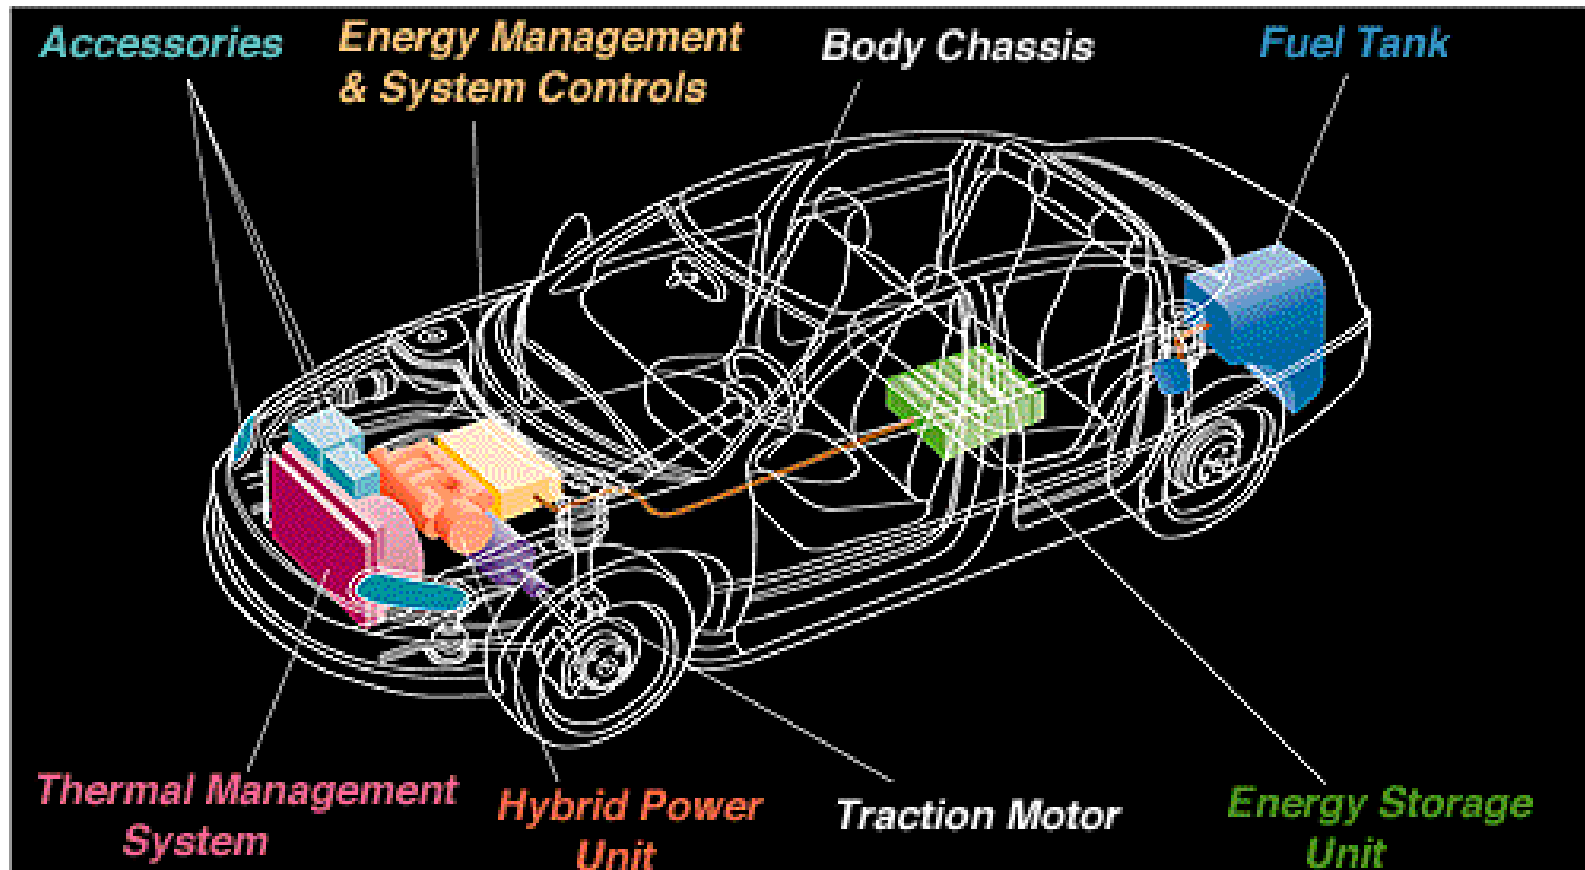 Accessories
Energy Management
& System Controls
Body Chassis
Fuel Tank
Thermal Management
System
Hybrid Power
Unit
Traction Motor
Energy Storage
Unit